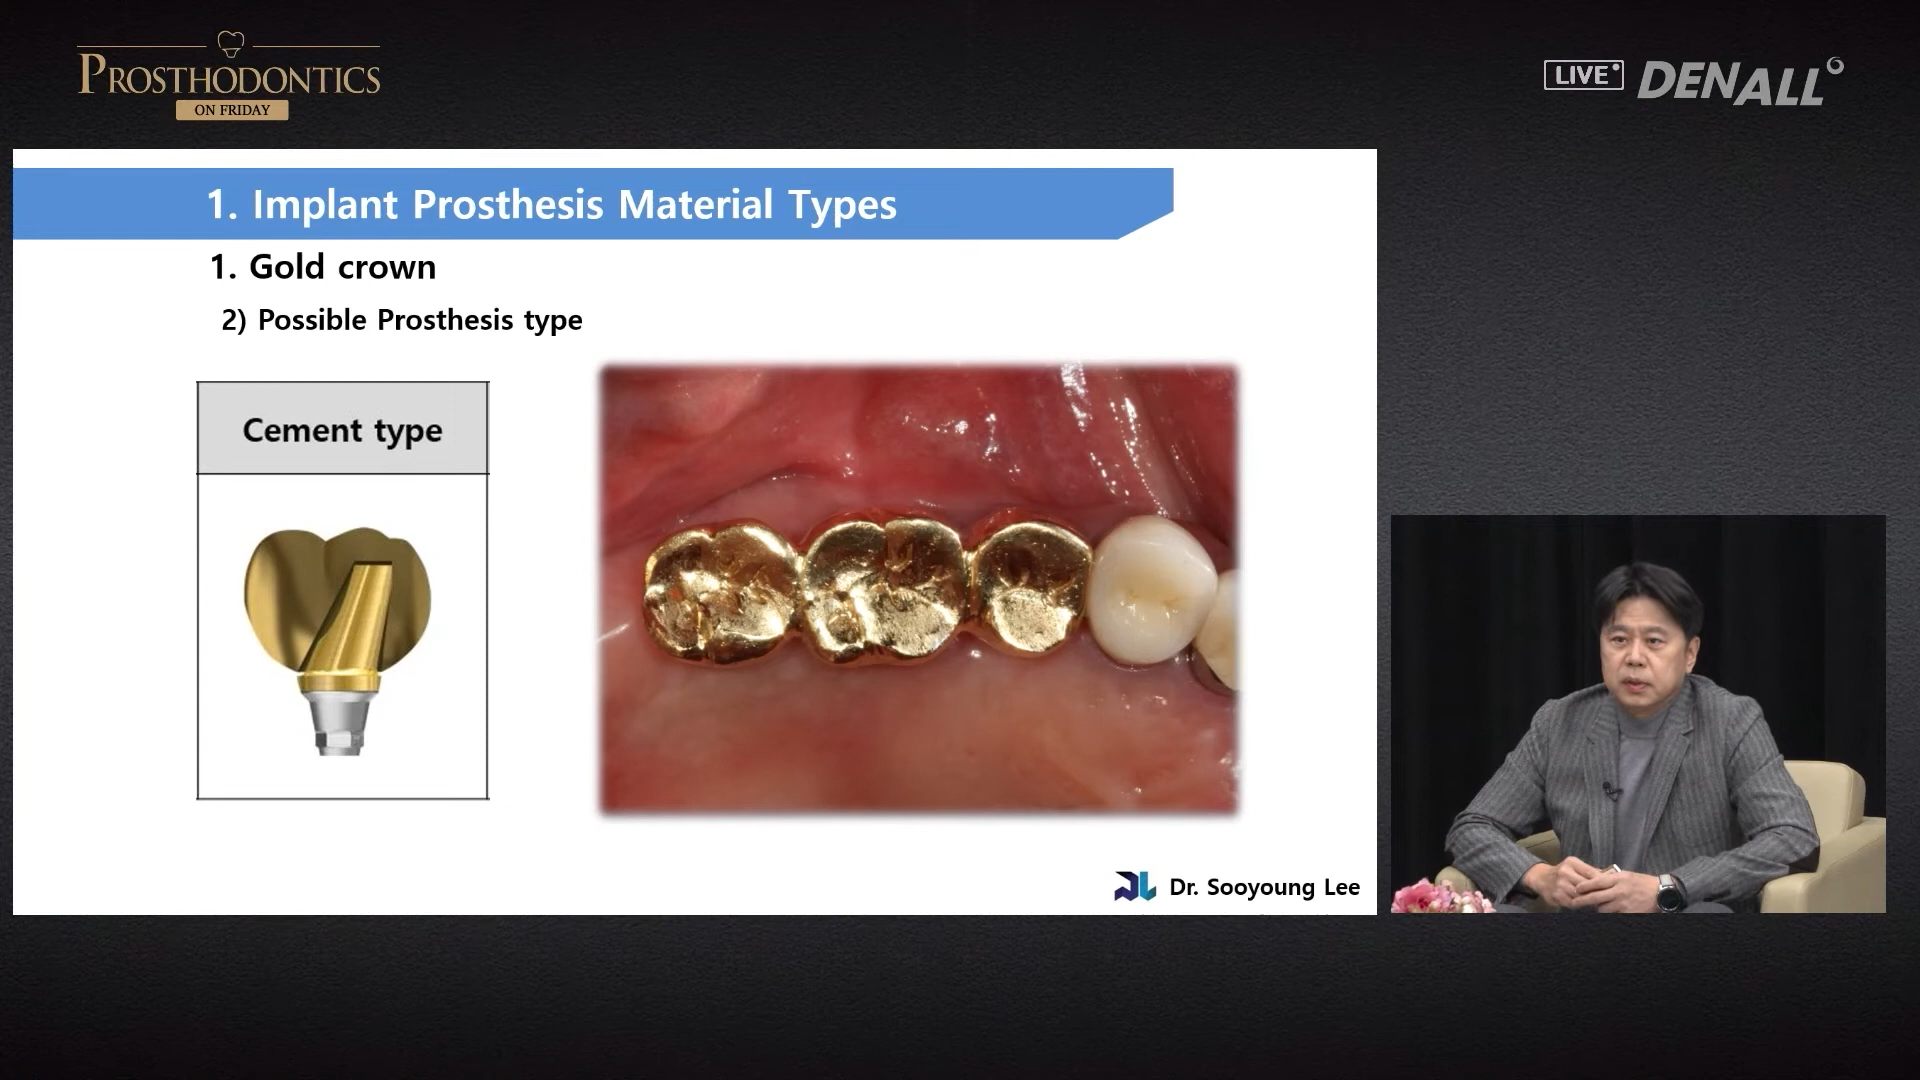 PROSTHODONTICS
ON FRIDAY
LIVE
DENALL
1. Implant Prosthesis Material Types
1. Gold crown
2) Possible Prosthesis type
Cement type
Dr. Sooyoung Lee